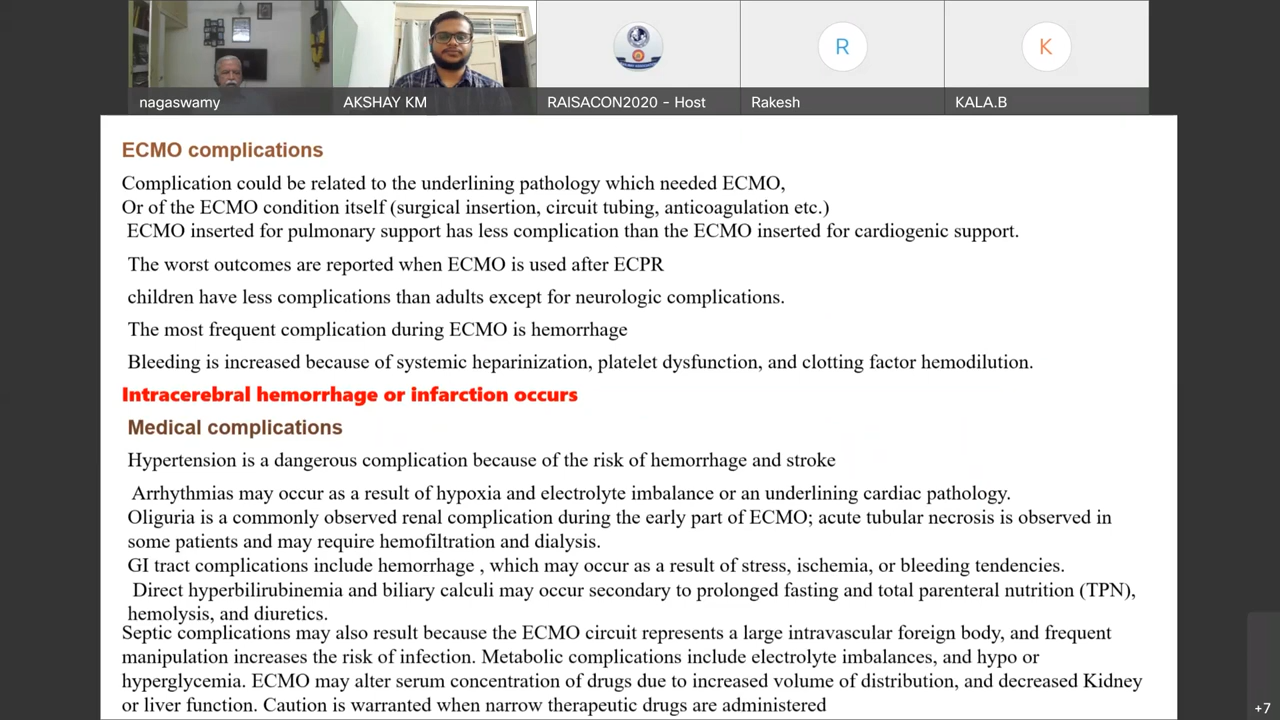 nagaswamy
AKSHAY KM
RAISACON2020 - Host
R
Rakesh
K
KALA.B
ECMO complications
Complication could be related to the underlining pathology which needed ECMO,
Or of the ECMO condition itself (surgical insertion, circuit tubing, anticoagulation etc.)
ECMO inserted for pulmonary support has less complication than the ECMO inserted for cardiogenic support.
The worst outcomes are reported when ECMO is used after ECPR
children have less complications than adults except for neurologic complications.
The most frequent complication during ECMO is hemorrhage
Bleeding is increased because of systemic heparinization, platelet dysfunction, and clotting factor hemodilution.
Intracerebral hemorrhage or infarction occurs
Medical complications
Hypertension is a dangerous complication because of the risk of hemorrhage and stroke
Arrhythmias may occur as a result of hypoxia and electrolyte imbalance or an underlining cardiac pathology.
Oliguria is a commonly observed renal complication during the early part of ECMO; acute tubular necrosis is observed in
some patients and may require hemofiltration and dialysis.
GI tract complications include hemorrhage , which may occur as a result of stress, ischemia, or bleeding tendencies.
Direct hyperbilirubinemia and biliary calculi may occur secondary to prolonged fasting and total parenteral nutrition (TPN),
hemolysis, and diuretics.
Septic complications may also result because the ECMO circuit represents a large intravascular foreign body, and frequent
manipulation increases the risk of infection. Metabolic complications include electrolyte imbalances, and hypo or
hyperglycemia. ECMO may alter serum concentration of drugs due to increased volume of distribution, and decreased Kidney
or liver function. Caution is warranted when narrow therapeutic drugs are administered
+7